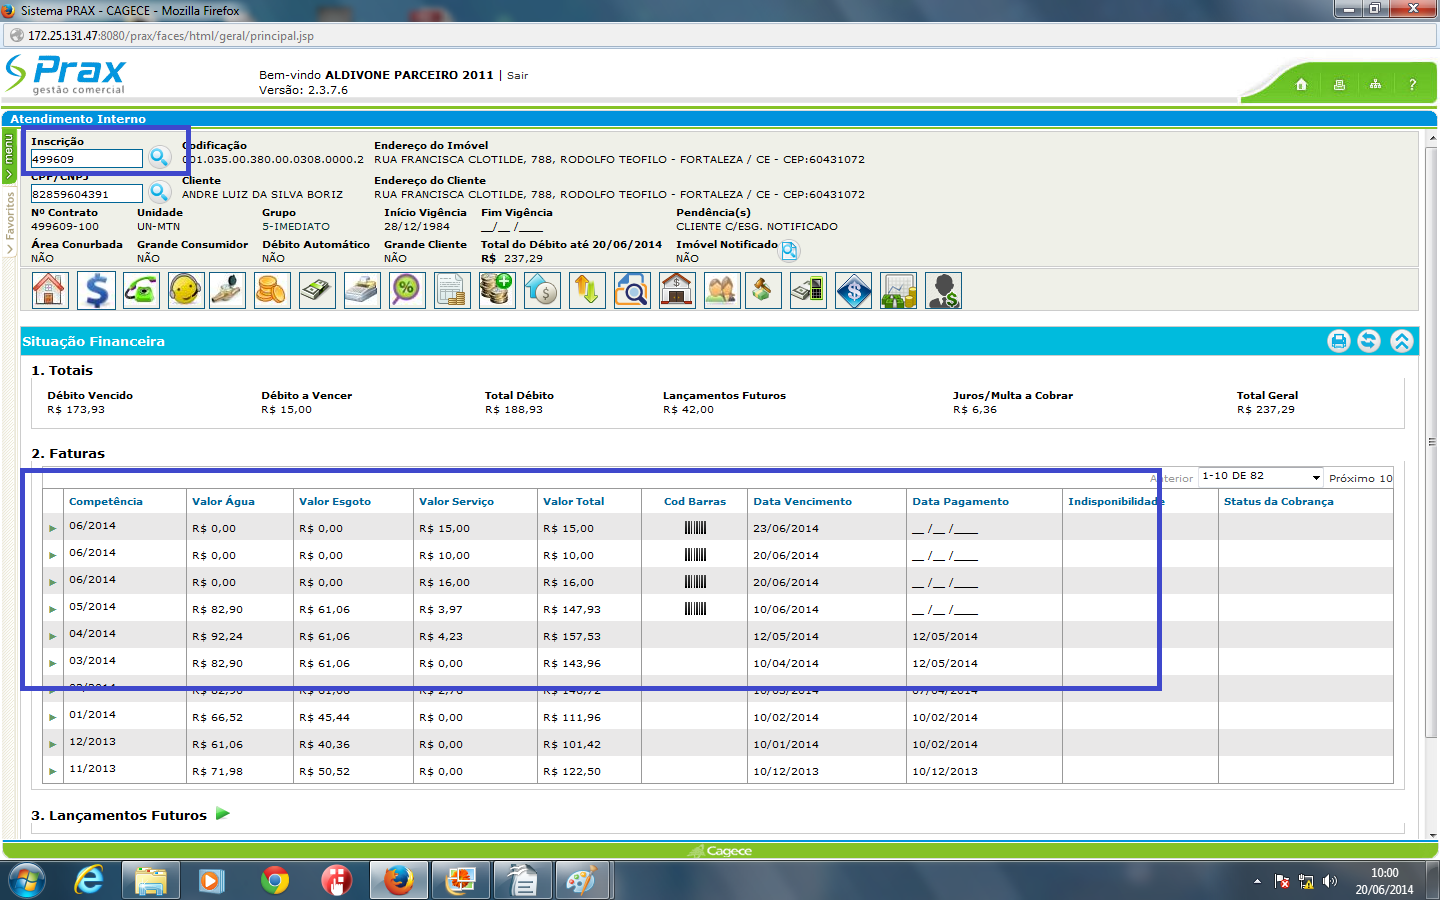 Sistema PRAX - CAGECE - Mozilla Firefox
172.25.131.47:8080/prax/faces/html/geral/principal.jsp
Prax
gestão comercial
Bem-vindo ALDIVONE PARCEIRO 2011 | Sair
Versão: 2.3.7.6
?
Atendimento Interno
menu
Favoritos
Inscrição Codificação Endereço do Imóvel
499609 001.035.00.380.00.0308.0000.2 RUA FRANCISCA CLOTILDE, 788, RODOLFO TEOFILO - FORTALEZA / CE - CEP:60431072
CPF/CNPJ Cliente Endereço do Cliente
82859604391 ANDRE LUIZ DA SILVA BORIZ RUA FRANCISCA CLOTILDE, 788, RODOLFO TEOFILO - FORTALEZA / CE - CEP:60431072
Nº Contrato Unidade Grupo Início Vigência Fim Vigência Pendência(s)
499609-100 UN-MTN 5-IMEDIATO 28/12/1984 __/__ /____ CLIENTE C/ESG. NOTIFICADO
Área Conurbada Grande Consumidor Débito Automático Grande Cliente Total do Débito até 20/06/2014 Imóvel Notificado
NÃO NÃO NÃO NÃO R$ 237,29 NÃO
Situação Financeira
1. Totais
Débito Vencido Débito a Vencer Total Débito Lançamentos Futuros Juros/Multa a Cobrar Total Geral
R$ 173,93 R$ 15,00 R$ 188,93 R$ 42,00 R$ 6,36 R$ 237,29
2. Faturas
Anterior 1-10 DE 82 Próximo 10
Competência Valor Água Valor Esgoto Valor Serviço Valor Total Cod Barras Data Vencimento Data Pagamento Indisponibilidade Status da Cobrança
06/2014 R$ 0,00 R$ 0,00 R$ 15,00 R$ 15,00 23/06/2014 __ /__ /____
06/2014 R$ 0,00 R$ 0,00 R$ 10,00 R$ 10,00 20/06/2014 __ /__ /____
06/2014 R$ 0,00 R$ 0,00 R$ 16,00 R$ 16,00 20/06/2014 __ /__ /____
05/2014 R$ 82,90 R$ 61,06 R$ 3,97 R$ 147,93 10/06/2014 __ /__ /____
04/2014 R$ 92,24 R$ 61,06 R$ 4,23 R$ 157,53 12/05/2014 12/05/2014
03/2014 R$ 82,90 R$ 61,06 R$ 0,00 R$ 143,96 10/04/2014 12/05/2014
02/2014 R$ 82,90 R$ 61,06 R$ 2,76 R$ 146,72 10/03/2014 07/04/2014
01/2014 R$ 66,52 R$ 45,44 R$ 0,00 R$ 111,96 10/02/2014 10/02/2014
12/2013 R$ 61,06 R$ 40,36 R$ 0,00 R$ 101,42 10/01/2014 10/02/2014
11/2013 R$ 71,98 R$ 50,52 R$ 0,00 R$ 122,50 10/12/2013 10/12/2013
3. Lançamentos Futuros
Cagece
10:00
20/06/2014